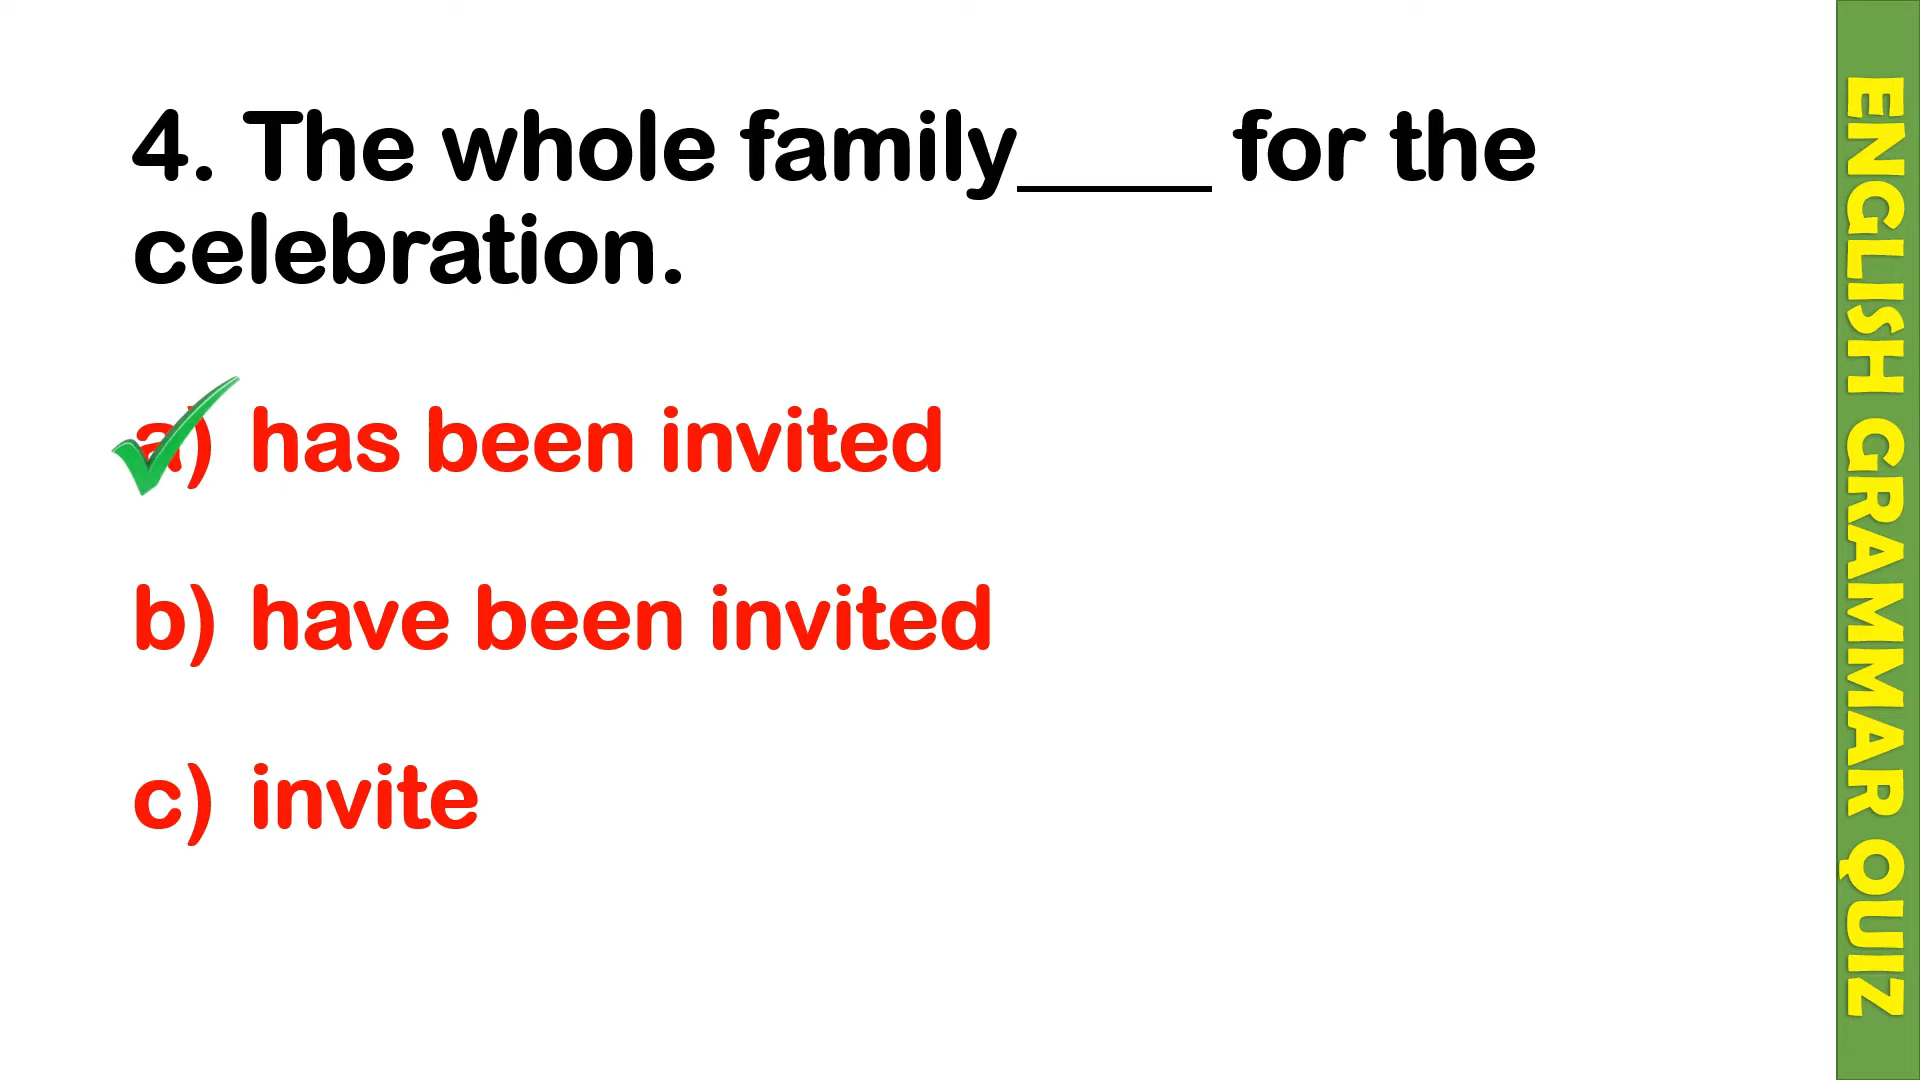 4. The whole family____ for the
celebration.
a) has been invited
b) have been invited
c) invite
ENGLISH GRAMMAR QUIZ